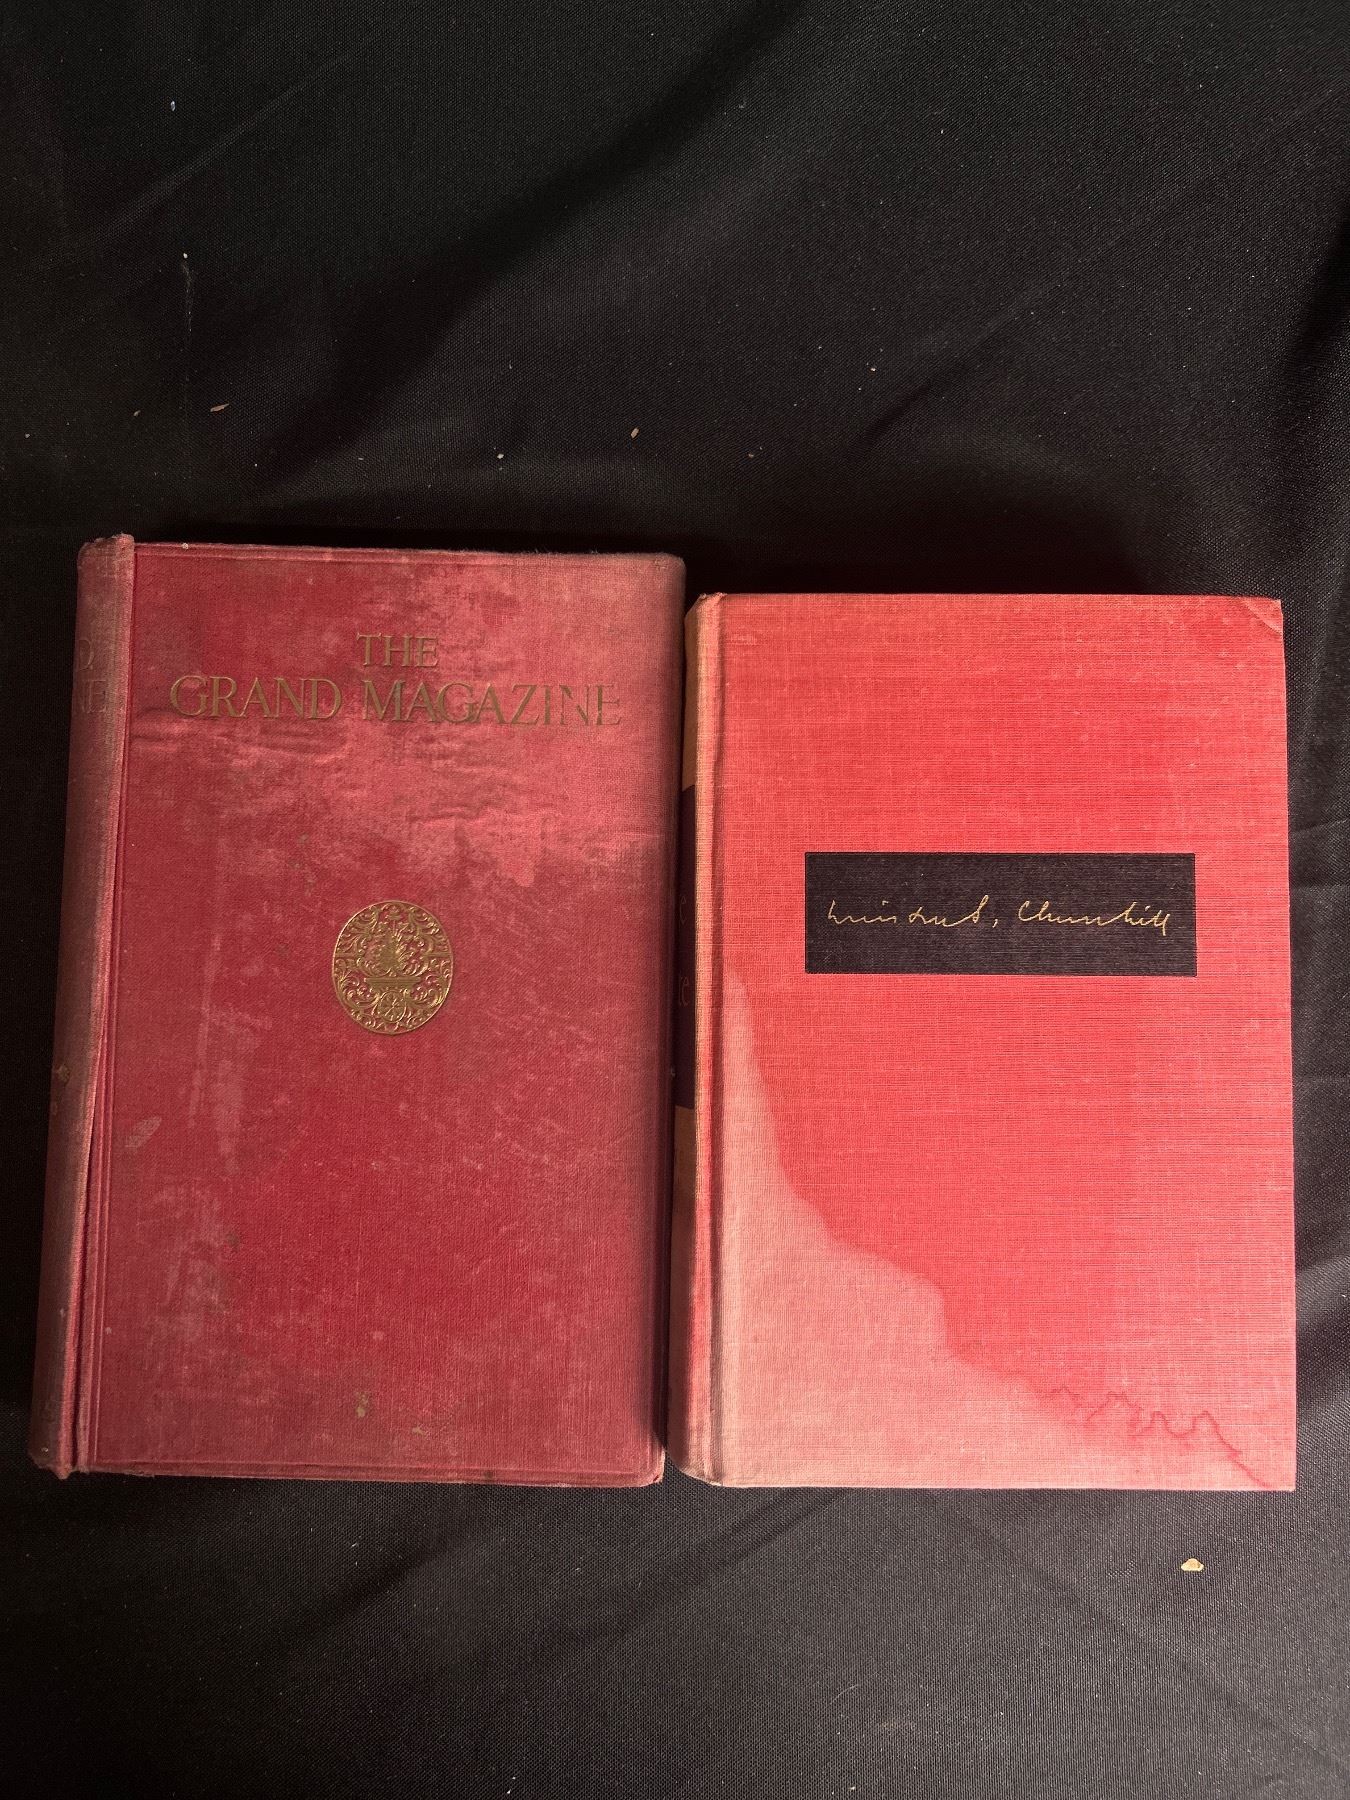 THE
GRAND MAGAZINE
Winston S. Churchill